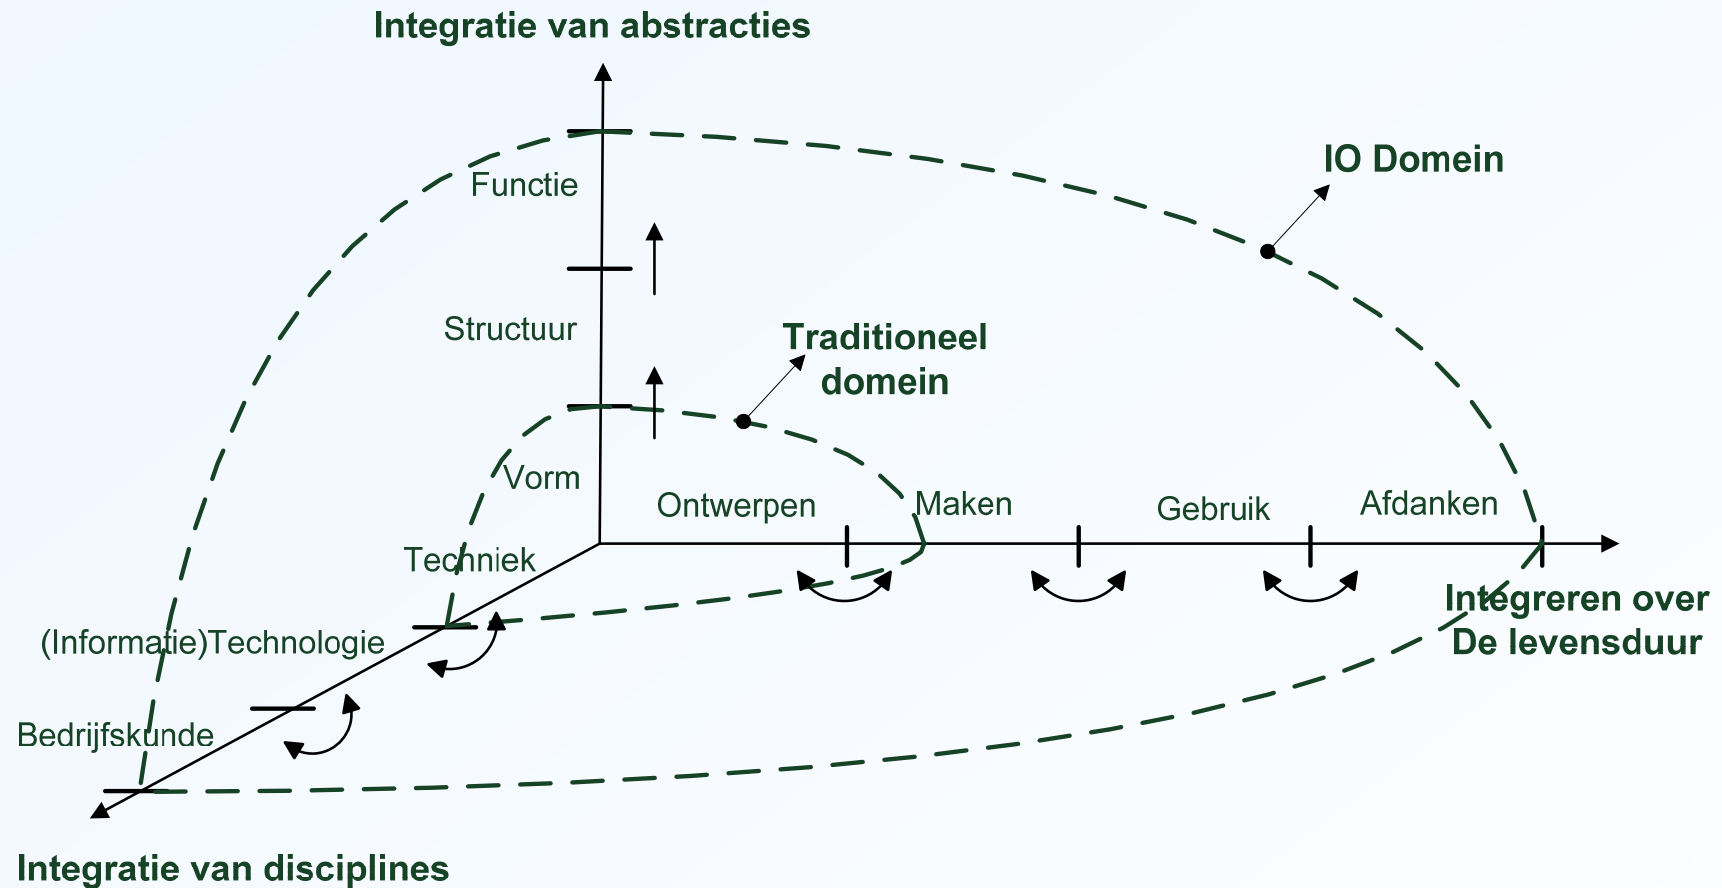 Integratie van abstracties
IO Domein
Functie
Structuur
Traditioneel
domein
Vorm
Ontwerpen
Maken
Gebruik
Afdanken
Techniek
Integreren over
De levensduur
(Informatie)Technologie
Bedrijfskunde
Integratie van disciplines